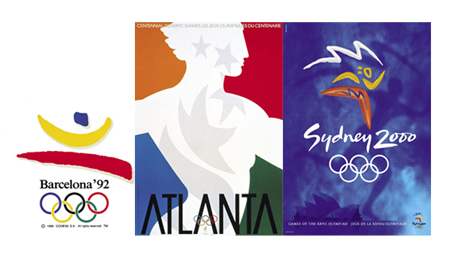 Barcelona'92
© 1988 COOB'92 S.A. All rights reserved TM
CENTENNIAL OLYMPIC GAMES LES JEUX OLYMPIQUES DU CENTENAIRE
ATLANTA
Sydney 2000
GAMES OF THE XXVII OLYMPIAD JEUX DE LA XXVIIE OLYMPIADE